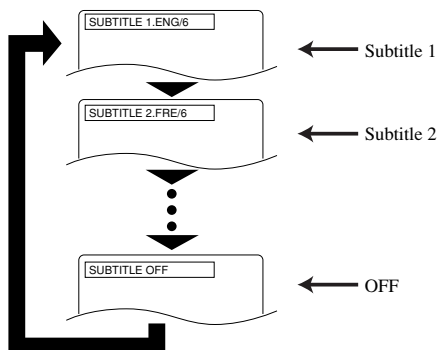 SUBTITLE 1.ENG/6
Subtitle 1
SUBTITLE 2.FRE/6
Subtitle 2
SUBTITLE OFF
OFF